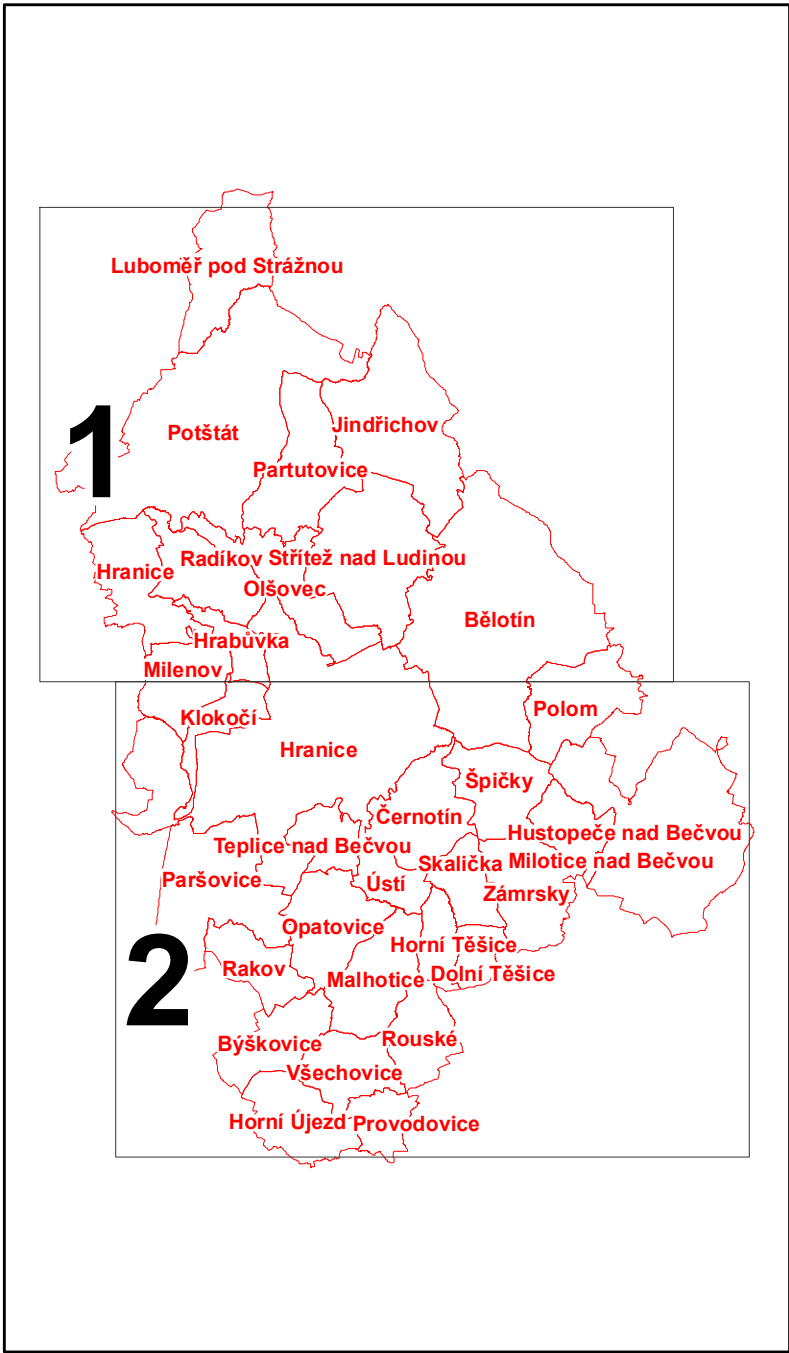 Luboměř pod Strážnou
1
Potštát
Jindřichov
Partutovice
Hranice
Radíkov
Střítež nad Ludinou
Olšovec
Bělotín
Hrabůvka
Milenov
Polom
Klokočí
Hranice
Špičky
Černotín
Hustopeče nad Bečvou
Teplice nad Bečvou
Skalička
Milotice nad Bečvou
Paršovice
Ústí
Zámrsky
Opatovice
Horní Těšice
2
Rakov
Malhotice
Dolní Těšice
Býškovice
Rouské
Všechovice
Horní Újezd
Provodovice